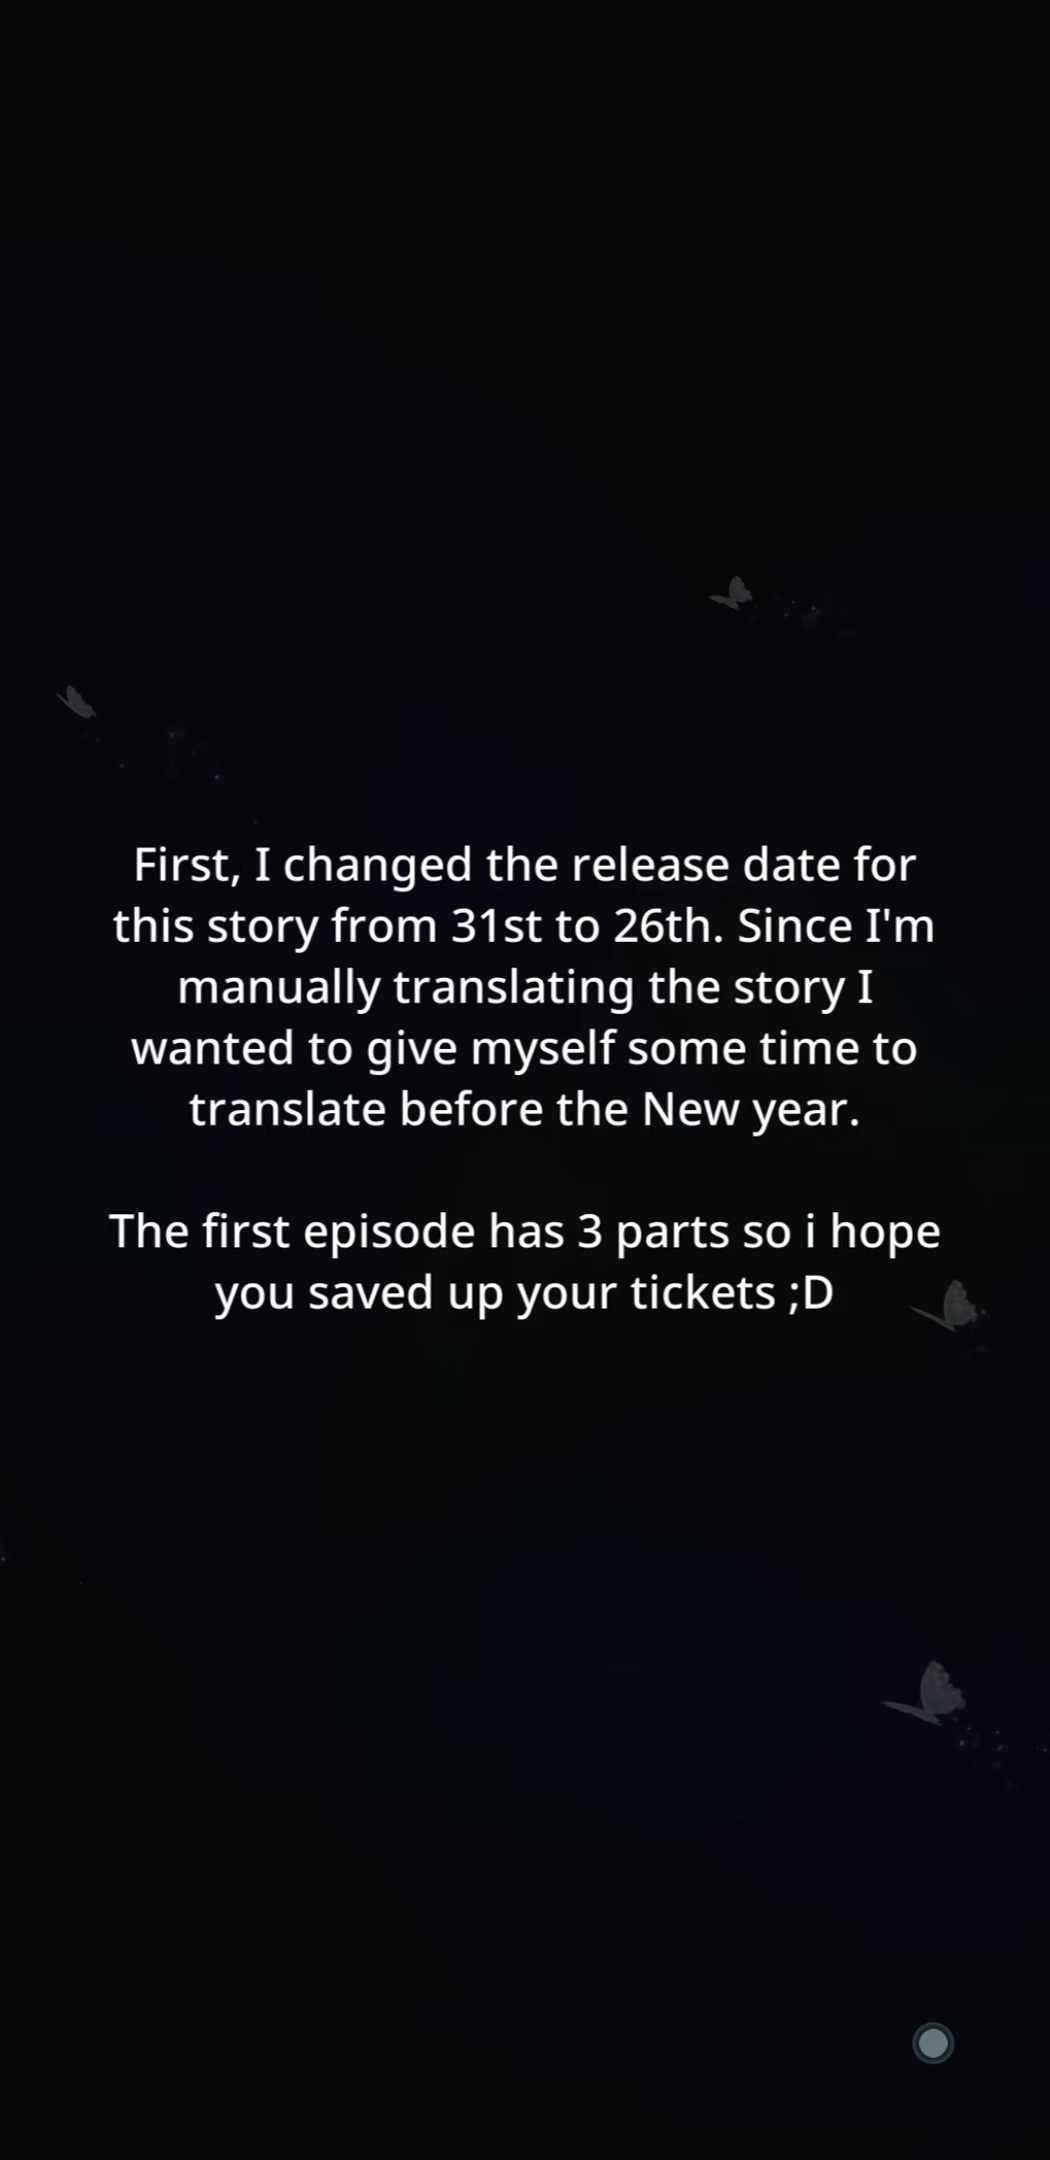 First, I changed the release date for
this story from 31st to 26th. Since I'm
manually translating the story I
wanted to give myself some time to
translate before the New year.
The first episode has 3 parts so i hope
you saved up your tickets ;D